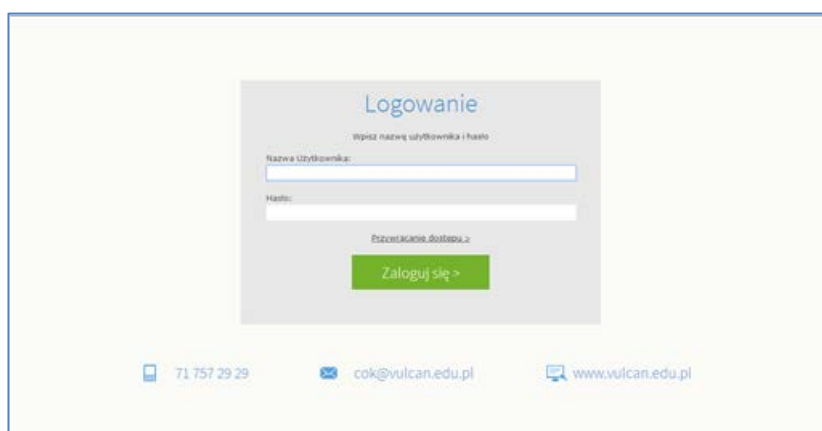 Logowanie
Wpisz nazwę użytkownika i hasło
Nazwa Użytkownika:
Hasło:
Przywracanie dostępu >
Zaloguj się >
71 757 29 29
cok@vulcan.edu.pl
www.vulcan.edu.pl